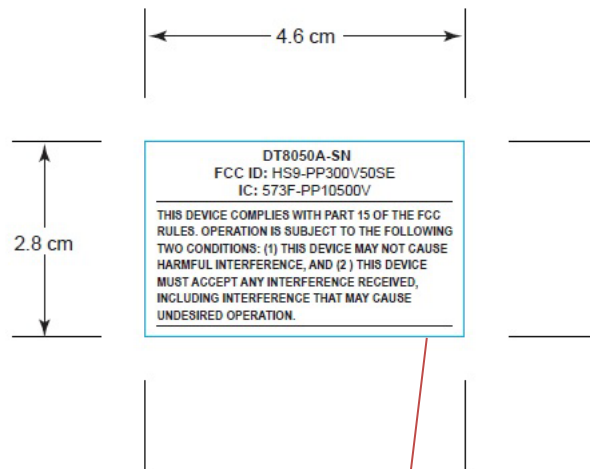 4.6 cm
DT8050A-SN
FCC ID: HS9-PP300V50SE
IC: 573F-PP10500V
2.8 cm
THIS DEVICE COMPLIES WITH PART 15 OF THE FCC
RULES. OPERATION IS SUBJECT TO THE FOLLOWING
TWO CONDITIONS: (1) THIS DEVICE MAY NOT CAUSE
HARMFUL INTERFERENCE, AND (2 ) THIS DEVICE
MUST ACCEPT ANY INTERFERENCE RECEIVED,
INCLUDING INTERFERENCE THAT MAY CAUSE
UNDESIRED OPERATION.